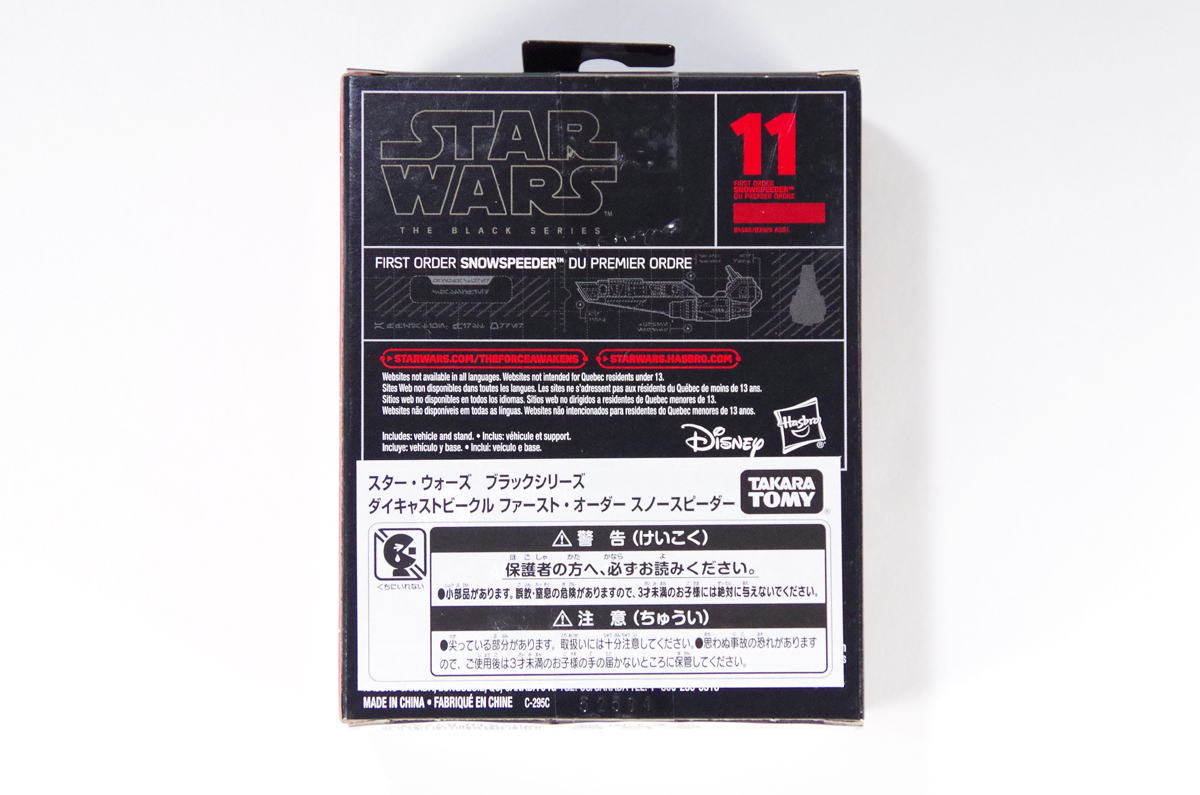 STAR
WARS™
THE BLACK SERIES
11
FIRST ORDER
SNOWSPEEDER™
DU PREMIER ORDRE
FIRST ORDER SNOWSPEEDER™ DU PREMIER ORDRE
STARWARS.COM/THEFORCEAWAKENS
STARWARS.HASBRO.COM
Websites not available in all languages. Websites not intended for Quebec residents under 13.
Sites Web non disponibles dans toutes les langues. Les sites ne s'adressent pas aux résidents du Québec de moins de 13 ans.
Sitios web no disponibles en todos los idiomas. Sitios web no dirigidos a residentes de Quebec menores de 13.
Websites não disponíveis em todas as línguas. Websites não intencionados para residentes do Quebec menores de 13 anos.
Includes: vehicle and stand. • Inclus: véhicule et support.
Incluye: vehículo y base. • Inclui: veículo e base.
Disney
Hasbro®
スター・ウォーズ ブラックシリーズ
ダイキャストビークル ファースト・オーダー スノースピーダー
TAKARA
TOMY®
くちにいれない
⚠警 告(けいこく)
保護者の方へ、必ずお読みください。
●小部品があります。誤飲・窒息の危険がありますので、3才未満のお子様には絶対に与えないでください。
⚠注 意(ちゅうい)
●尖っている部分があります。取扱いには十分注意してください。●思わぬ事故の恐れがあります
ので、ご使用後は3才未満のお子様の手の届かないところに保管してください。
MADE IN CHINA • FABRIQUÉ EN CHINE C-295C